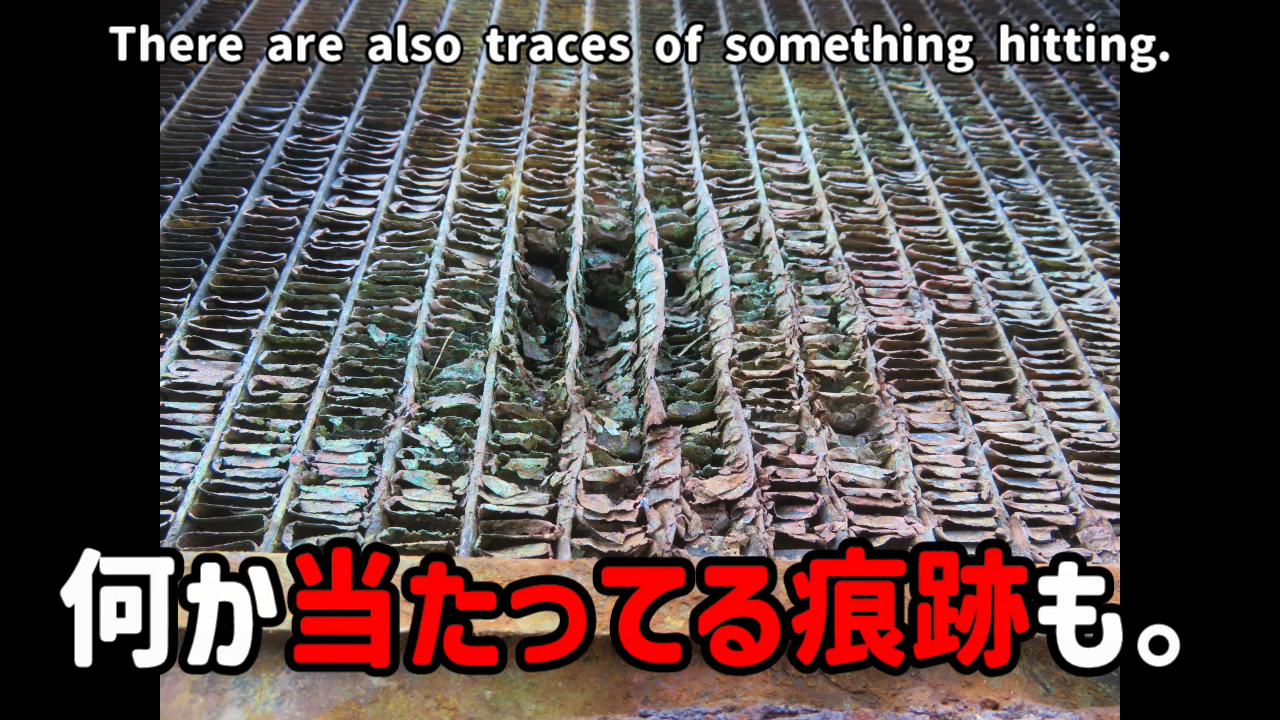 There are also traces of something hitting.
何か当たってる痕跡も。